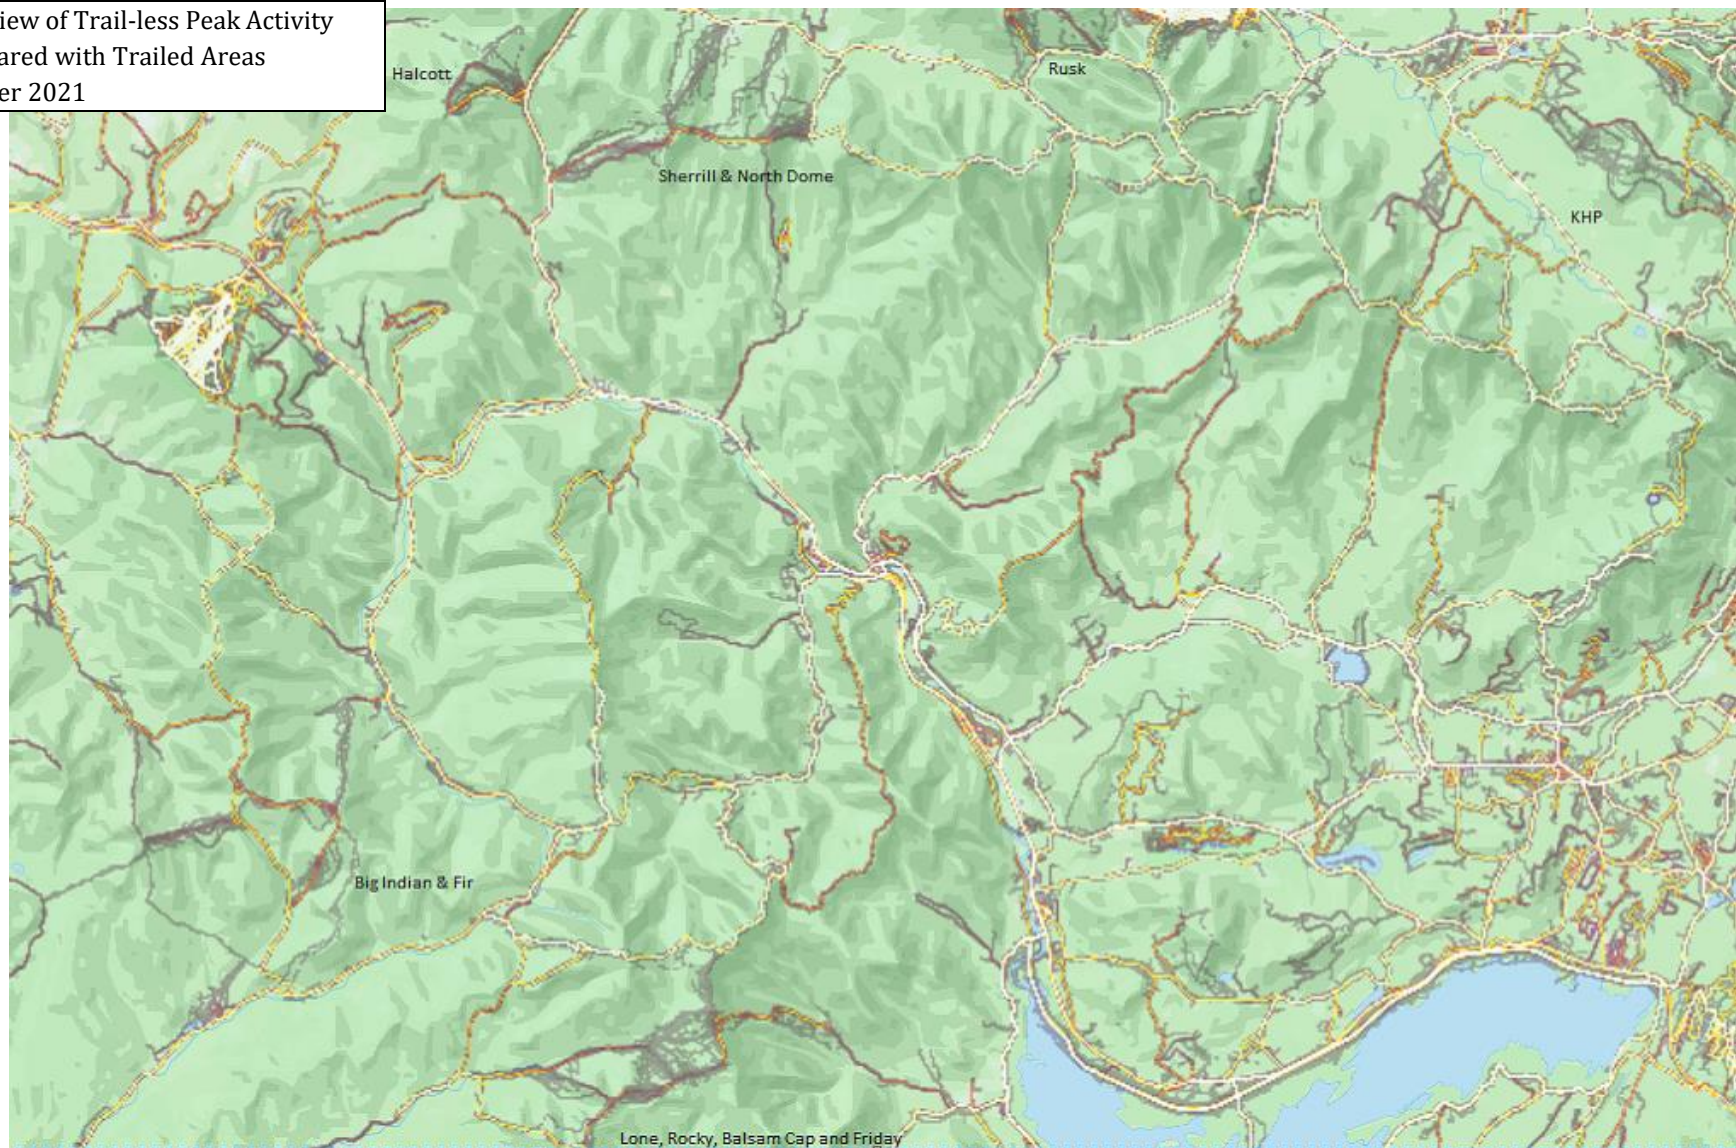 iew of Trail-less Peak Activity
ared with Trailed Areas
er 2021
Halcott
Rusk
Sherrill & North Dome
KHP
Big Indian & Fir
Lone, Rocky, Balsam Cap and Friday